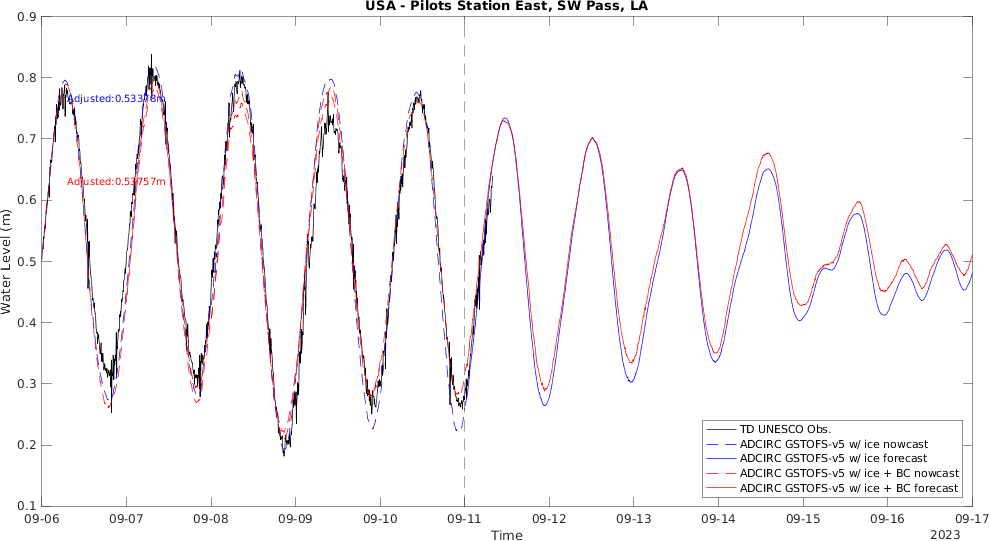 USA - Pilots Station East, SW Pass, LA
Water Level (m)
0.9
0.8
0.7
0.6
0.5
0.4
0.3
0.2
0.1
Adjusted:0.53378m
Adjusted:0.53757m
TD UNESCO Obs.
ADCIRC GSTOFS-v5 w/ ice nowcast
ADCIRC GSTOFS-v5 w/ ice forecast
ADCIRC GSTOFS-v5 w/ ice + BC nowcast
ADCIRC GSTOFS-v5 w/ ice + BC forecast
09-06 09-07 09-08 09-09 09-10 09-11 09-12 09-13 09-14 09-15 09-16 09-17
Time
2023